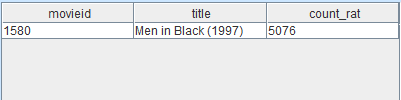 movieid title count_rat
1580 Men in Black (1997) 5076